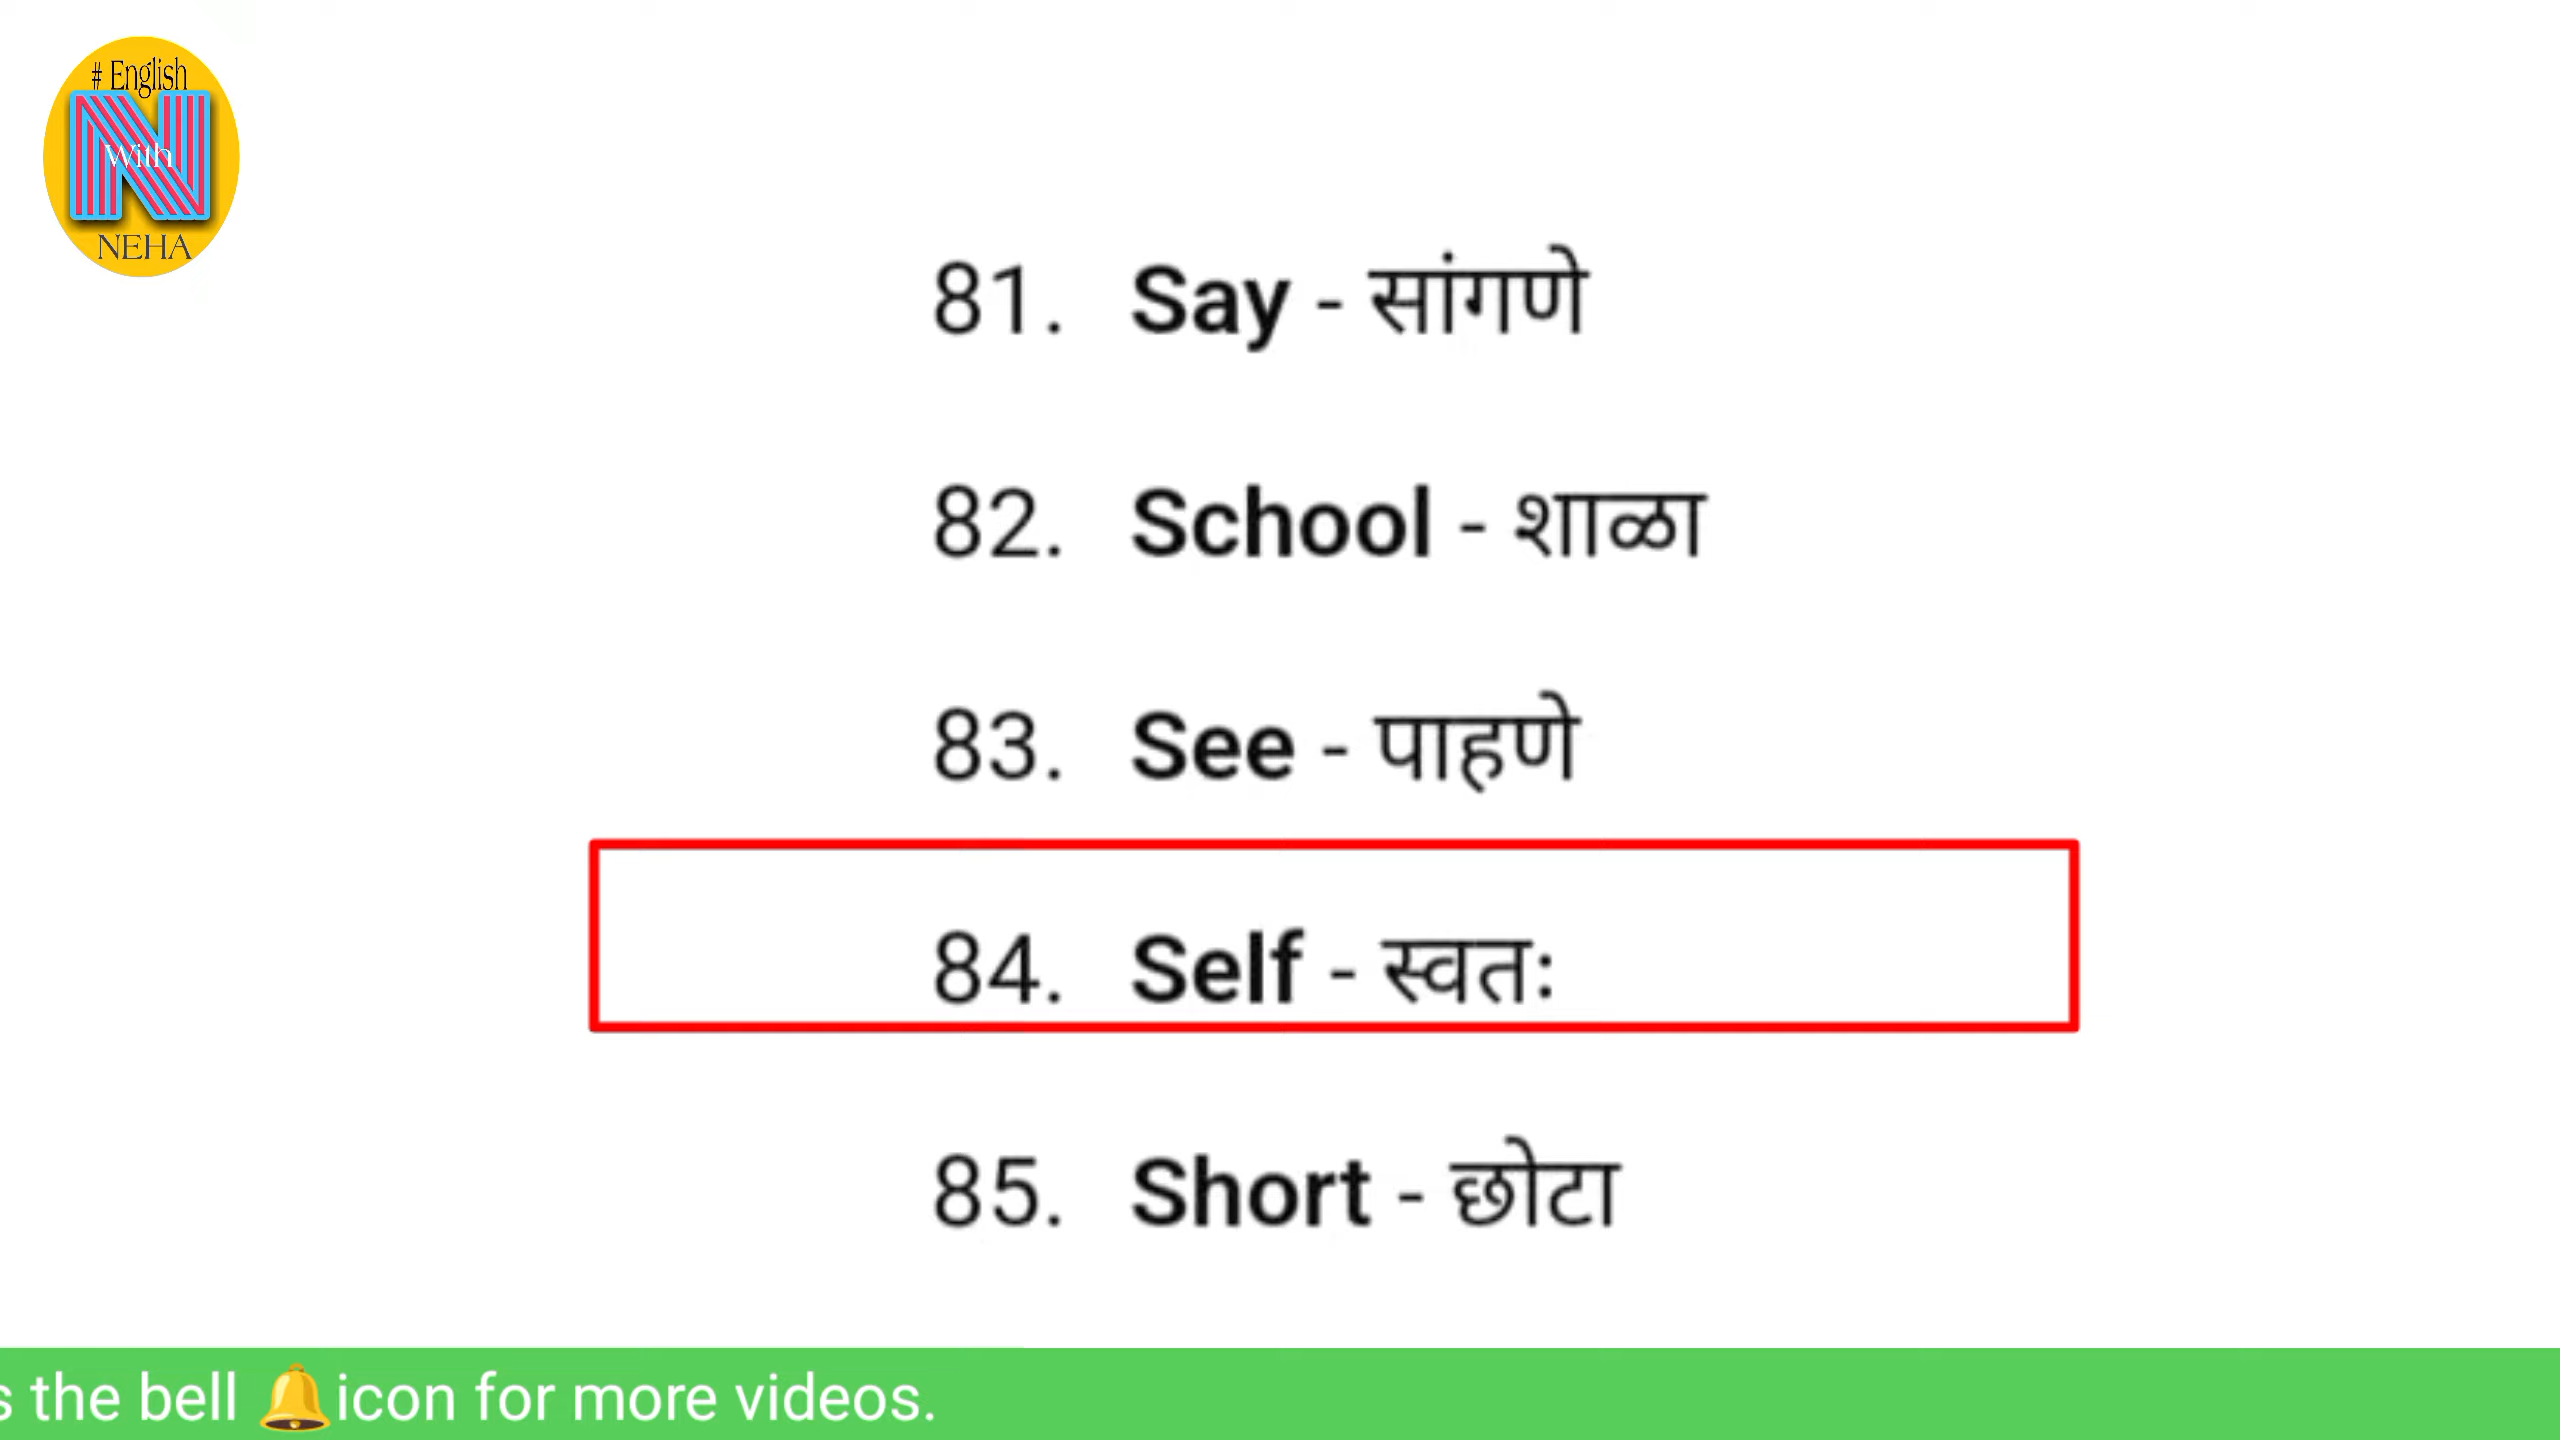 # English
With
NEHA
81. Say - सांगणे
82. School - शाळा
83. See - पाहणे
84. Self - स्वतः
85. Short - छोटा
s the bell 🔔icon for more videos.